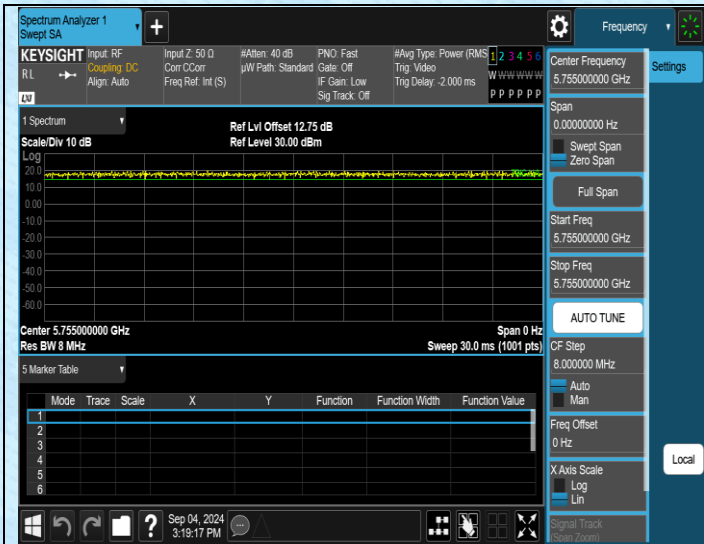 Spectrum Analyzer 1
Swept SA
+
Frequency
KEYSIGHT
RL
LXI
Input: RF
Coupling: DC
Align: Auto
Input Z: 50 Ω
Corr CCorr
Freq Ref: Int (S)
#Atten: 40 dB
µW Path: Standard
PNO: Fast
Gate: Off
IF Gain: Low
Sig Track: Off
#Avg Type: Power (RMS
Trig: Video
Trig Delay: -2.000 ms
1 2 3 4 5 6
W W W W W W
P P P P P P
1 Spectrum
Scale/Div 10 dB
Ref Lvl Offset 12.75 dB
Ref Level 30.00 dBm
Log
20.0
10.0
0.00
-10.0
-20.0
-30.0
-40.0
-50.0
-60.0
Center 5.755000000 GHz
Res BW 8 MHz
Span 0 Hz
Sweep 30.0 ms (1001 pts)
5 Marker Table
Mode Trace Scale X Y Function Function Width Function Value
1
2
3
4
5
6
?
Sep 04, 2024
3:19:17 PM
Center Frequency
5.755000000 GHz
Span
0.00000000 Hz
Swept Span
Zero Span
Full Span
Start Freq
5.755000000 GHz
Stop Freq
5.755000000 GHz
AUTO TUNE
CF Step
8.000000 MHz
Auto
Man
Freq Offset
0 Hz
X Axis Scale
Log
Lin
Signal Track
(Span Zoom)
Settings
Local